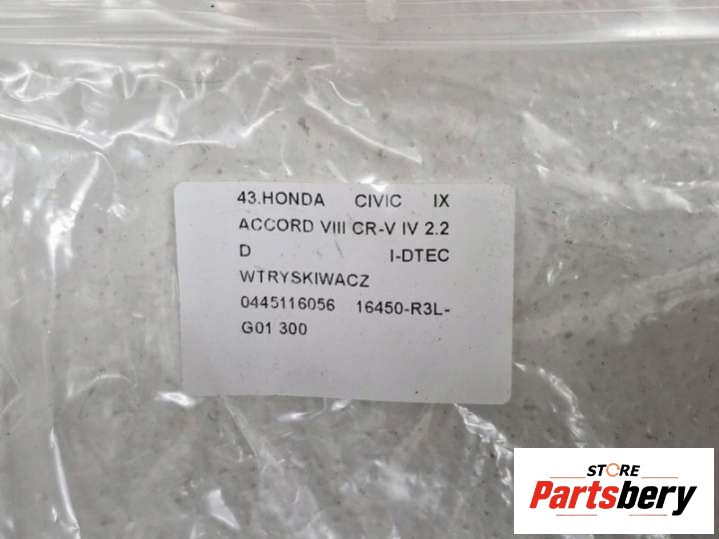 43.HONDA CIVIC IX
ACCORD VIII CR-V IV 2.2
D I-DTEC
WTRYSKIWACZ
0445116056 16450-R3L-
G01 300
STORE
Partsbery